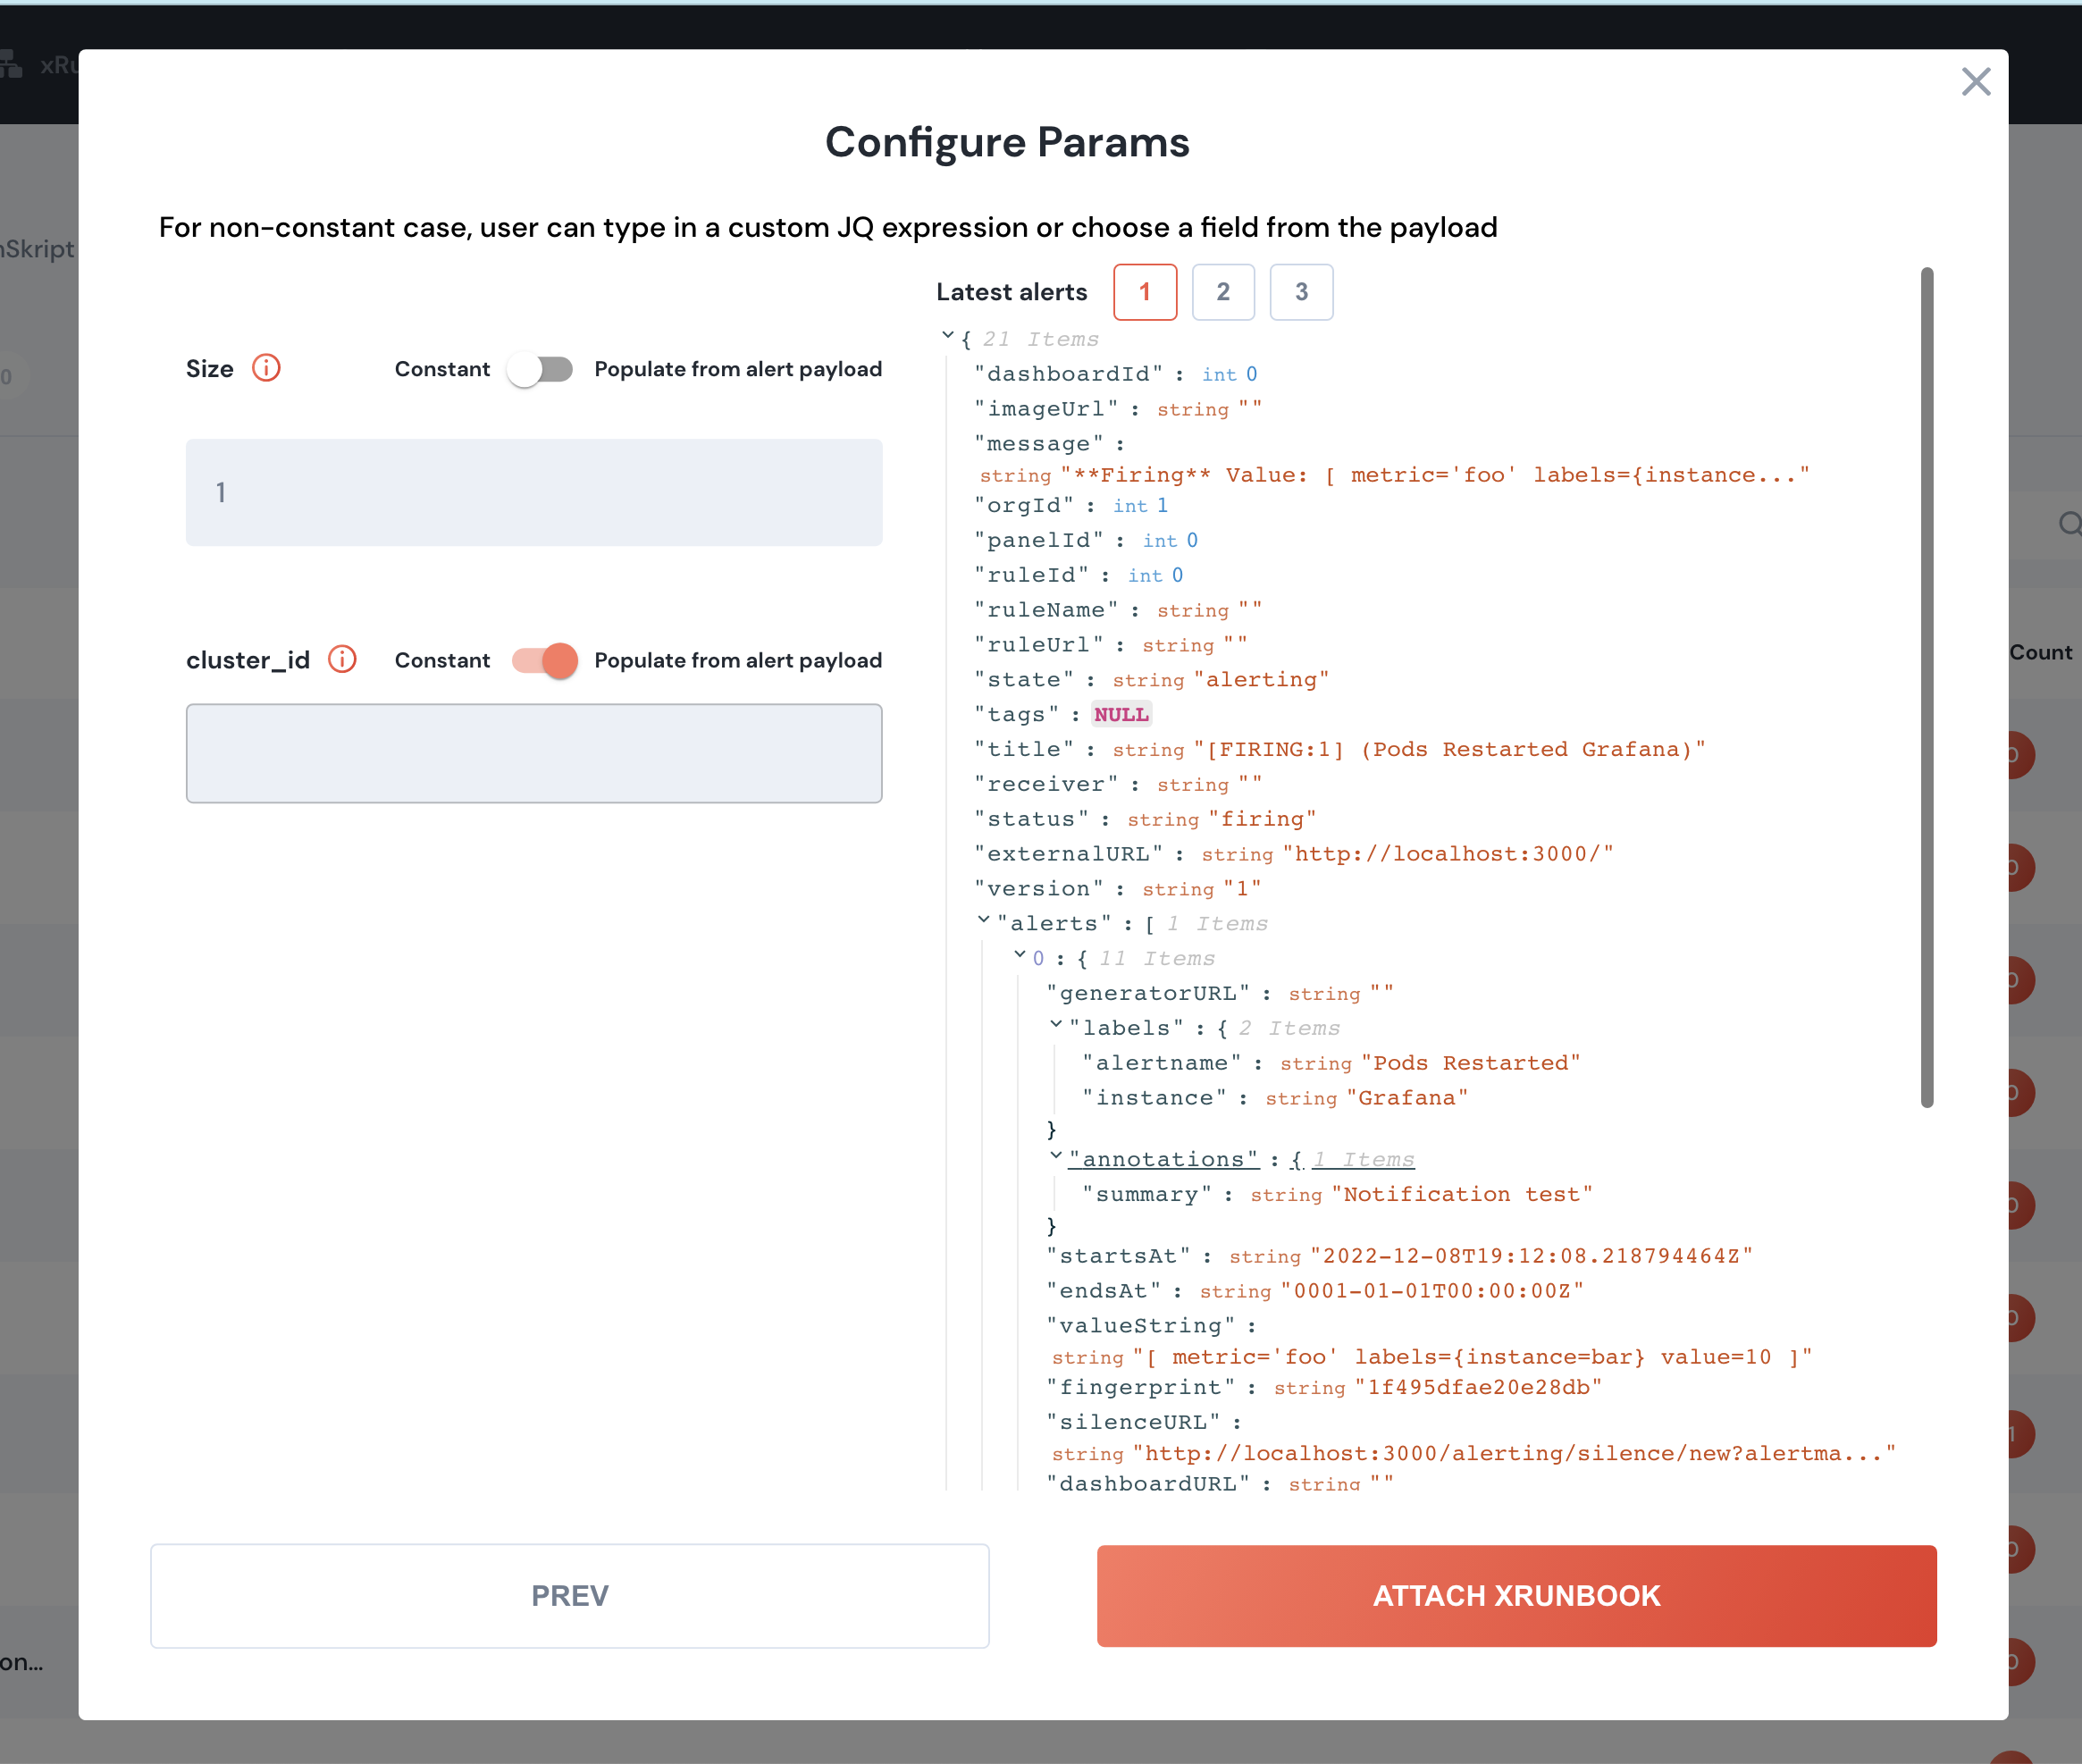 Configure Params
For non-constant case, user can type in a custom JQ expression or choose a field from the payload
nSkript
Latest alerts 1 2 3
Size Constant Populate from alert payload
1
cluster_id Constant Populate from alert payload
{ 21 Items
"dashboardId" : int 0
"imageUrl" : string ""
"message" :
string "**Firing** Value: [ metric='foo' labels={instance..."
"orgId" : int 1
"panelId" : int 0
"ruleId" : int 0
"ruleName" : string ""
"ruleUrl" : string ""
"state" : string "alerting"
"tags" : NULL
"title" : string "[FIRING:1] (Pods Restarted Grafana)"
"receiver" : string ""
"status" : string "firing"
"externalURL" : string "http://localhost:3000/"
"version" : string "1"
"alerts" : [ 1 Items
0 : { 11 Items
"generatorURL" : string ""
"labels" : { 2 Items
"alertname" : string "Pods Restarted"
"instance" : string "Grafana"
}
"annotations" : { 1 Items
"summary" : string "Notification test"
}
"startsAt" : string "2022-12-08T19:12:08.218794464Z"
"endsAt" : string "0001-01-01T00:00:00Z"
"valueString" :
string "[ metric='foo' labels={instance=bar} value=10 ]"
"fingerprint" : string "1f495dfae20e28db"
"silenceURL" :
string "http://localhost:3000/alerting/silence/new?alertma..."
"dashboardURL" : string ""
Count
on...
PREV ATTACH XRUNBOOK